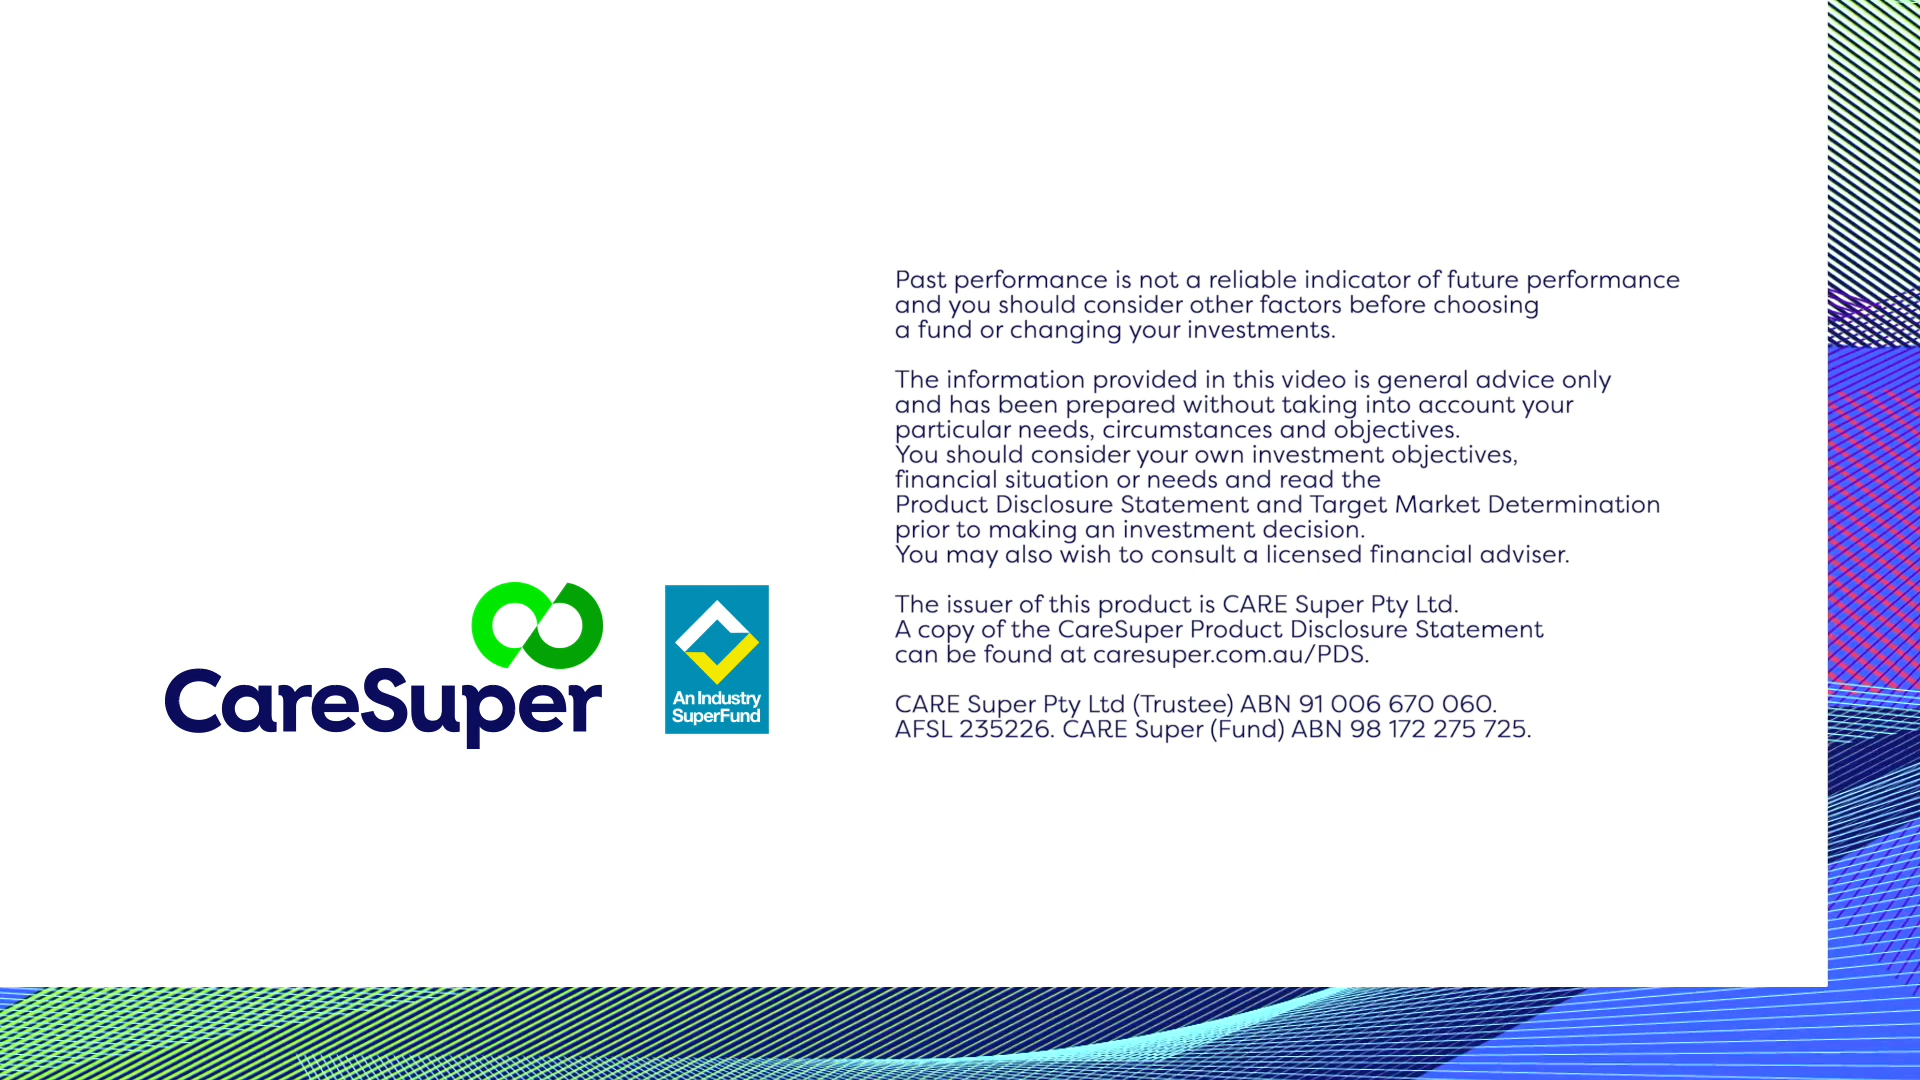 Past performance is not a reliable indicator of future performance
and you should consider other factors before choosing
a fund or changing your investments.
The information provided in this video is general advice only
and has been prepared without taking into account your
particular needs, circumstances and objectives.
You should consider your own investment objectives,
financial situation or needs and read the
Product Disclosure Statement and Target Market Determination
prior to making an investment decision.
You may also wish to consult a licensed financial adviser.
The issuer of this product is CARE Super Pty Ltd.
A copy of the CareSuper Product Disclosure Statement
can be found at caresuper.com.au/PDS.
CARE Super Pty Ltd (Trustee) ABN 91 006 670 060.
AFSL 235226. CARE Super (Fund) ABN 98 172 275 725.
CareSuper
An Industry
SuperFund